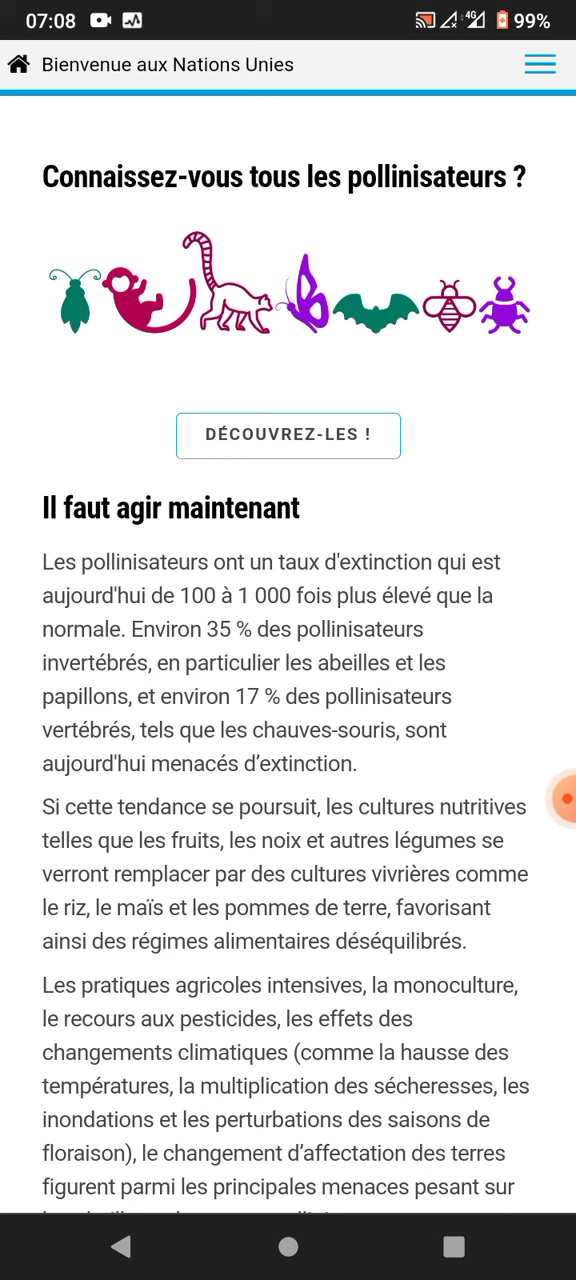 07:08
4G
99%
Bienvenue aux Nations Unies
Connaissez-vous tous les pollinisateurs ?
DÉCOUVREZ-LES !
Il faut agir maintenant
Les pollinisateurs ont un taux d'extinction qui est
aujourd'hui de 100 à 1 000 fois plus élevé que la
normale. Environ 35 % des pollinisateurs
invertébrés, en particulier les abeilles et les
papillons, et environ 17 % des pollinisateurs
vertébrés, tels que les chauves-souris, sont
aujourd'hui menacés d’extinction.
Si cette tendance se poursuit, les cultures nutritives
telles que les fruits, les noix et autres légumes se
verront remplacer par des cultures vivrières comme
le riz, le maïs et les pommes de terre, favorisant
ainsi des régimes alimentaires déséquilibrés.
Les pratiques agricoles intensives, la monoculture,
le recours aux pesticides, les effets des
changements climatiques (comme la hausse des
températures, la multiplication des sécheresses, les
inondations et les perturbations des saisons de
floraison), le changement d’affectation des terres
figurent parmi les principales menaces pesant sur